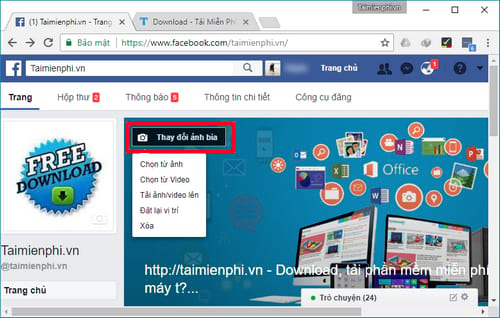 Taimienphi.vn
(1) Taimienphi.vn - Trang
Download - Tải Miễn Phí
Bảo mật
https://www.facebook.com/taimienphi.vn/
Taimienphi.vn
Trang chủ
1
Trang
Hộp thư 2
Thông báo 5
Thông tin chi tiết
Công cụ đăng
Thay đổi ảnh bìa
Chọn từ ảnh
Chọn từ Video
Tải ảnh/video lên
Đặt lại vị trí
Xóa
FREE
DOWNLOAD
Office
Taimienphi.vn
@taimienphi.vn
Trang chủ
http://taimienphi.vn - Download, tải phần mềm miễn phí
máy t?...
Trò chuyện (24)